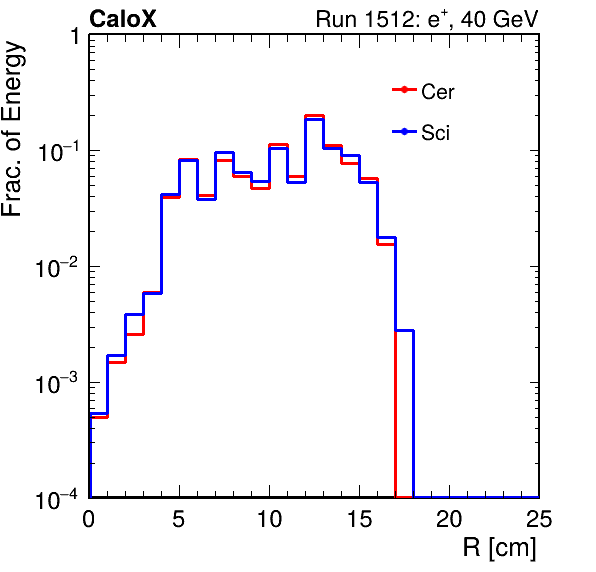 CaloX Run 1512: e⁺, 40 GeV
Frac. of Energy
1
10⁻¹
10⁻²
10⁻³
10⁻⁴
Cer
Sci
0 5 10 15 20 25
R [cm]